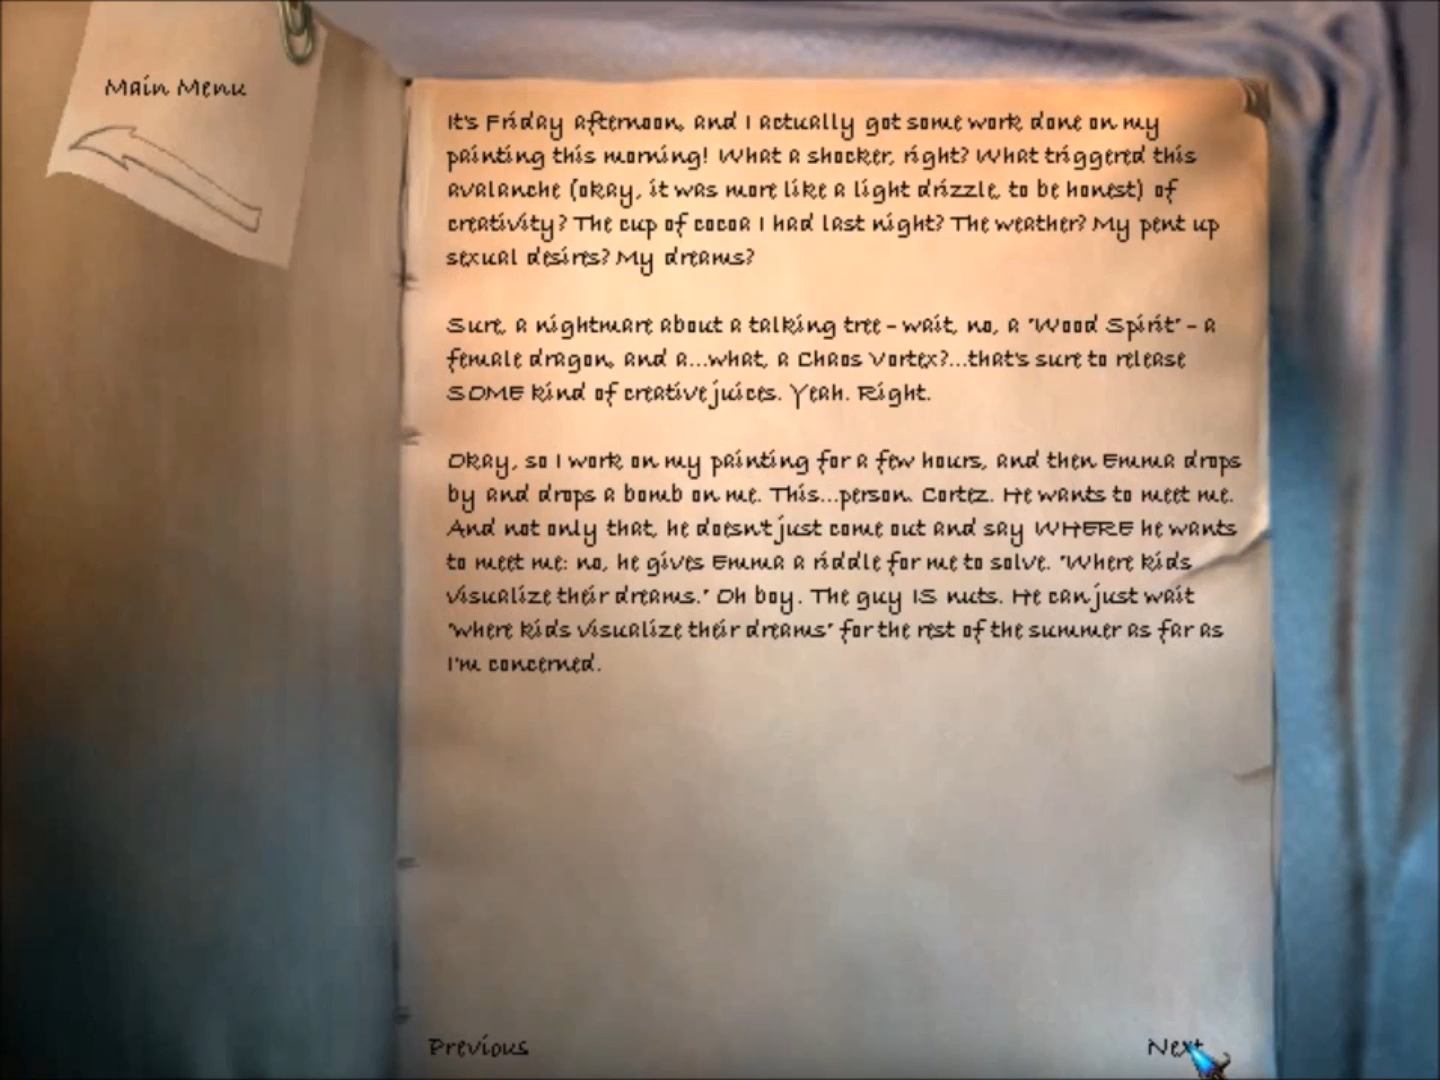 Main Menu
It's Friday afternoon, and I actually got some work done on my
painting this morning! What a shocker, right? What triggered this
avalanche (okay, it was more like a light drizzle, to be honest) of
creativity? The cup of cocoa I had last night? The weather? My pent up
sexual desires? My dreams?
Sure, a nightmare about a talking tree - wait, no, a "Wood Spirit" - a
female dragon, and a...what, a Chaos Vortex?...that's sure to release
SOME kind of creative juices. Yeah. Right.
Okay, so I work on my painting for a few hours, and then Emma drops
by and drops a bomb on me. This...person. Cortez. He wants to meet me.
And not only that, he doesn't just come out and say WHERE he wants
to meet me: no, he gives Emma a riddle for me to solve. "Where kids
visualize their dreams." Oh boy. The guy IS nuts. He can just wait
"where kids visualize their dreams" for the rest of the summer as far as
I'm concerned.
Previous
Next